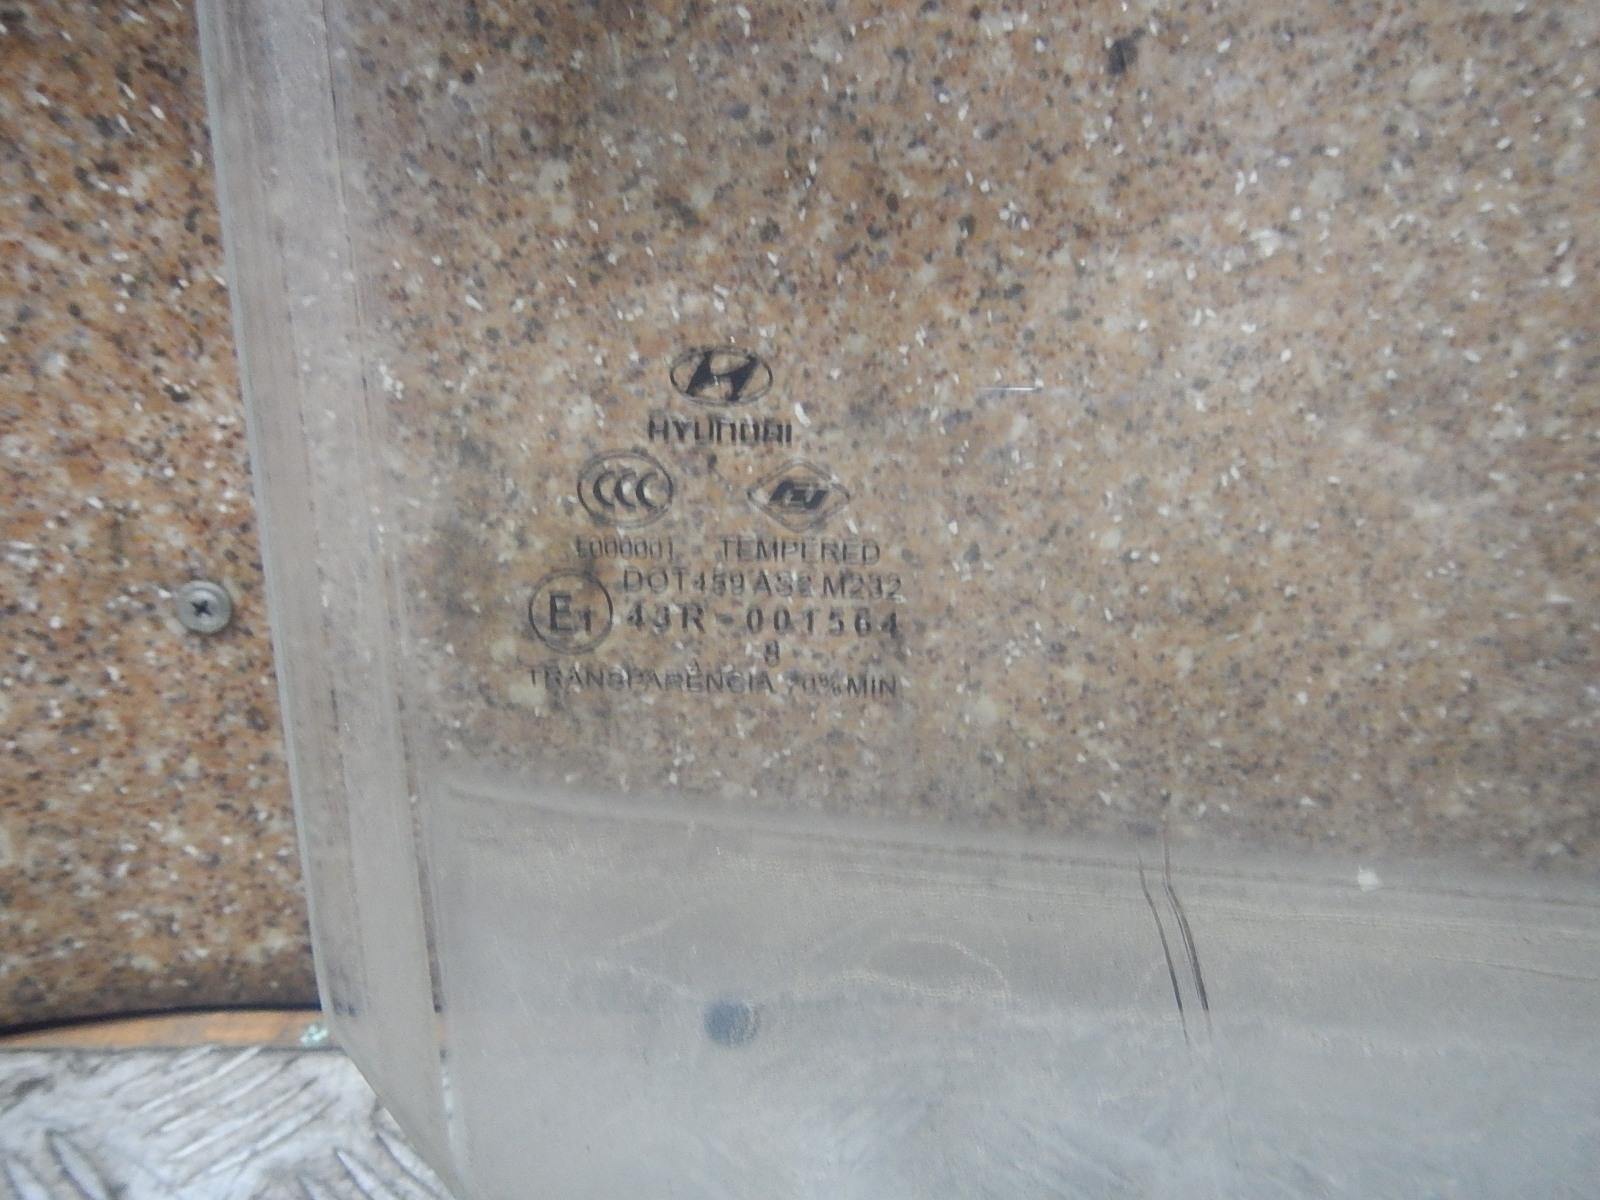 HYUNDAI
CCC
E000001 TEMPERED
DOT459 AS2 M232
E1 43R-001564
8
TRANSPARENCIA 70% MIN